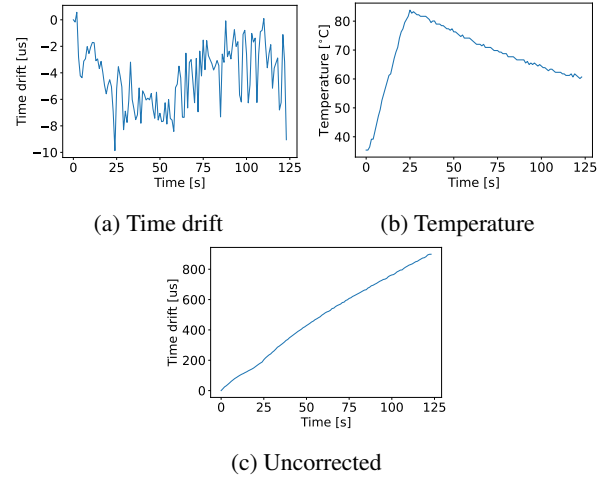 0
−2
−4
−6
−8
−10
Time drift [us]
0 25 50 75 100 125
Time [s]
(a) Time drift
80
60
40
Temperature [°C]
0 25 50 75 100 125
Time [s]
(b) Temperature
800
600
400
200
0
Time drift [us]
0 25 50 75 100 125
Time [s]
(c) Uncorrected